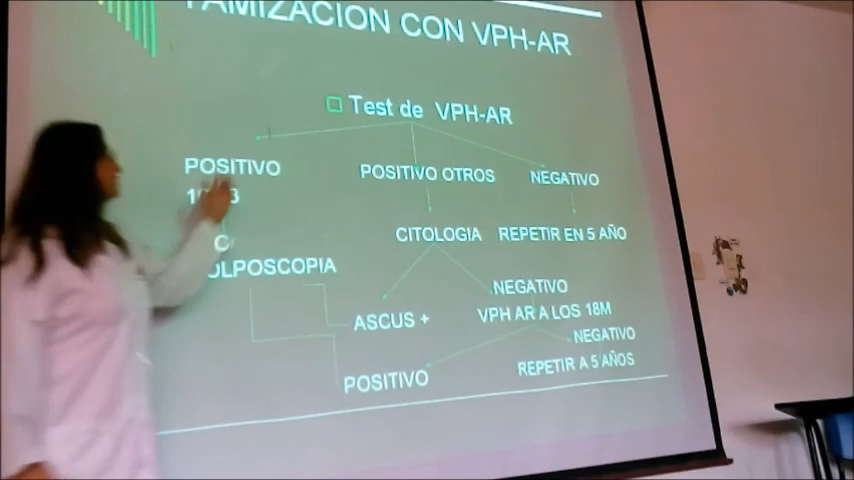 TAMIZACION CON VPH-AR
Test de VPH-AR
POSITIVO
POSITIVO OTROS
NEGATIVO
CITOLOGIA
REPETIR EN 5 AÑO
COLPOSCOPIA
NEGATIVO
VPH AR A LOS 18M
ASCUS +
NEGATIVO
REPETIR A 5 AÑOS
POSITIVO